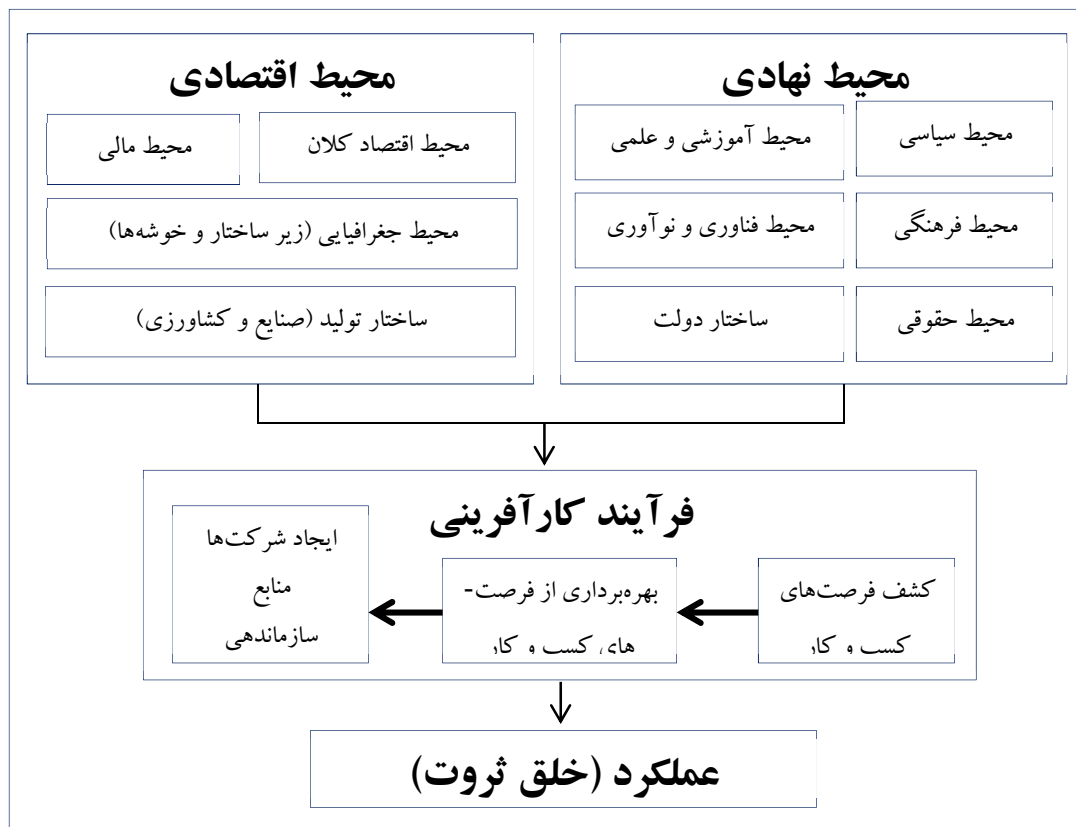 محیط نهادی
محیط سیاسی
محیط آموزشی و علمی
محیط فرهنگی
محیط فناوری و نوآوری
محیط حقوقی
ساختار دولت
محیط اقتصادی
محیط اقتصاد کلان
محیط مالی
محیط جغرافیایی (زیر ساختار و خوشه‌ها)
ساختار تولید (صنایع و کشاورزی)
فرآیند کارآفرینی
کشف فرصت‌های
کسب و کار
بهره‌برداری از فرصت-
های کسب و کار
ایجاد شرکت‌ها
منابع
سازماندهی
عملکرد (خلق ثروت)